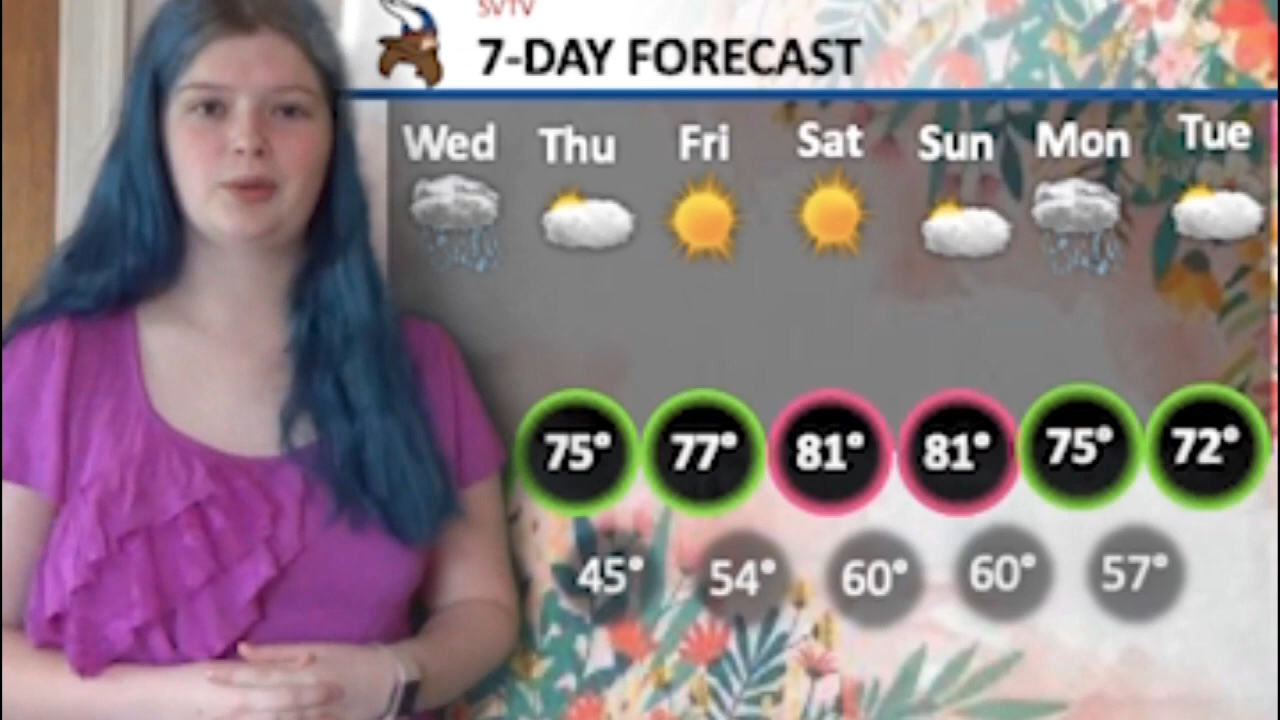 SVTV
7-DAY FORECAST
Wed Thu Fri Sat Sun Mon Tue
75° 77° 81° 81° 75° 72°
45° 54° 60° 60° 57°